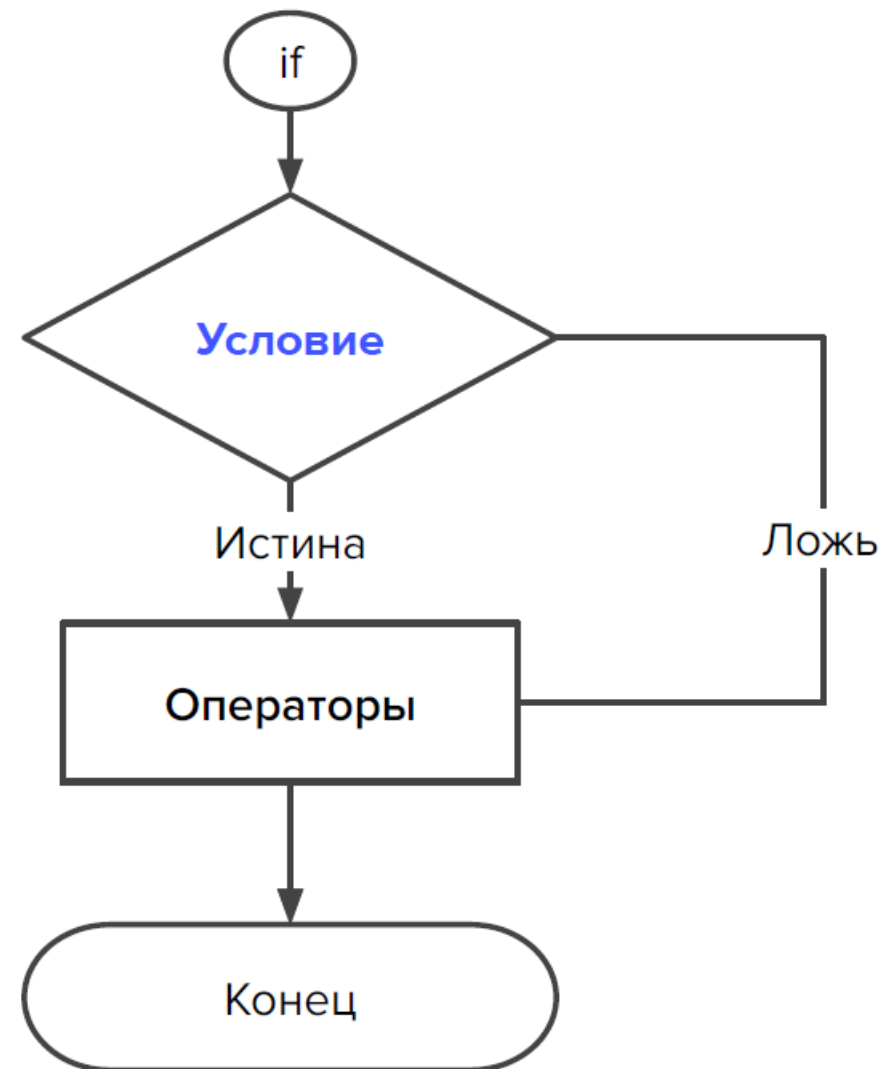 if
Условие
Истина
Ложь
Операторы
Конец